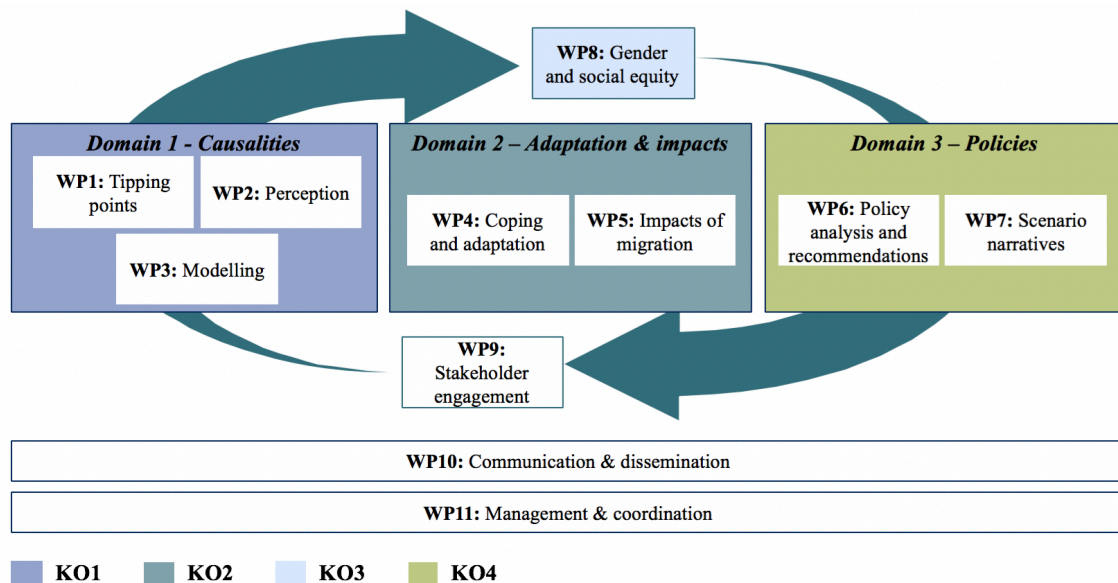 WP8: Gender
and social equity
Domain 1 - Causalities
WP1: Tipping
points
WP2: Perception
WP3: Modelling
Domain 2 – Adaptation & impacts
WP4: Coping
and adaptation
WP5: Impacts of
migration
Domain 3 – Policies
WP6: Policy
analysis and
recommendations
WP7: Scenario
narratives
WP9:
Stakeholder
engagement
WP10: Communication & dissemination
WP11: Management & coordination
KO1 KO2 KO3 KO4